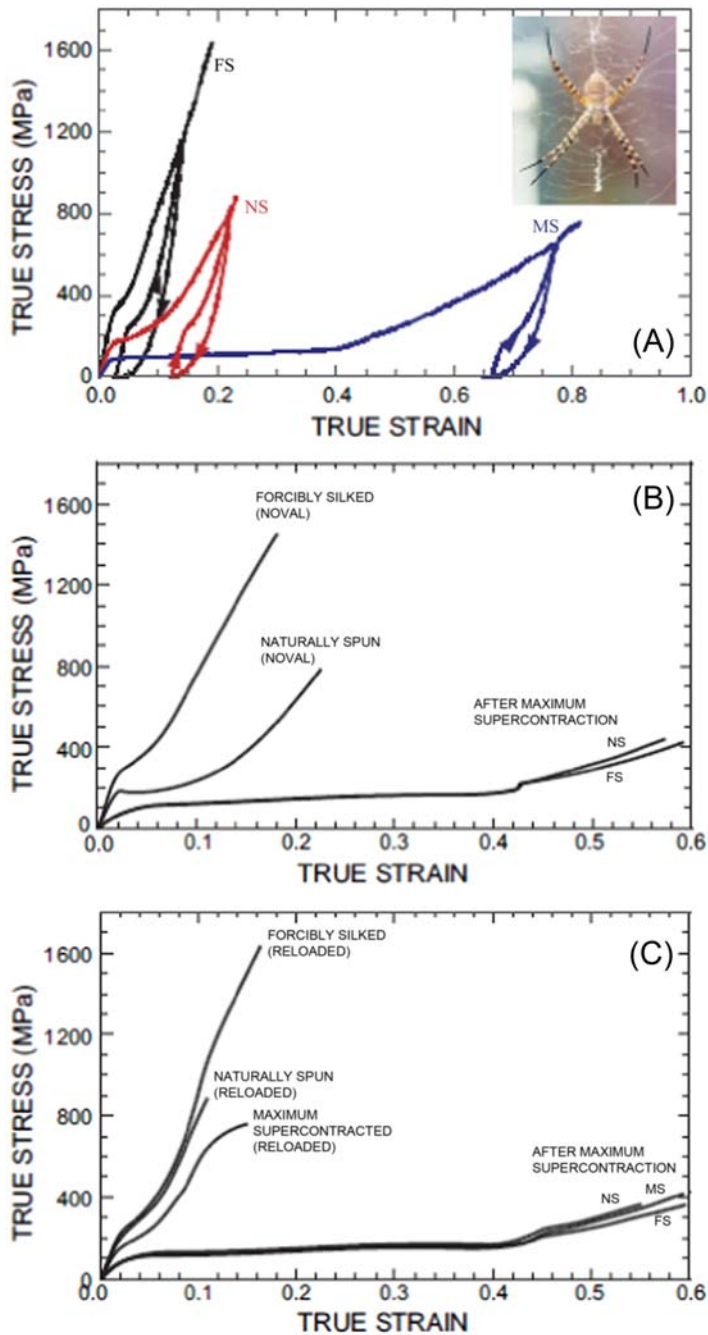 1600
1200
800
400
0
TRUE STRESS (MPa)
FS
NS
MS
(A)
0.0 0.2 0.4 0.6 0.8 1.0
TRUE STRAIN
(B)
1600
1200
800
400
0
TRUE STRESS (MPa)
FORCIBLY SILKED
(NOVAL)
NATURALLY SPUN
(NOVAL)
AFTER MAXIMUM
SUPERCONTRACTION
NS
FS
0.0 0.1 0.2 0.3 0.4 0.5 0.6
TRUE STRAIN
(C)
1600
1200
800
400
0
TRUE STRESS (MPa)
FORCIBLY SILKED
(RELOADED)
NATURALLY SPUN
(RELOADED)
MAXIMUM
SUPERCONTRACTED
(RELOADED)
AFTER MAXIMUM
SUPERCONTRACTION
NS
MS
FS
0.0 0.1 0.2 0.3 0.4 0.5 0.6
TRUE STRAIN